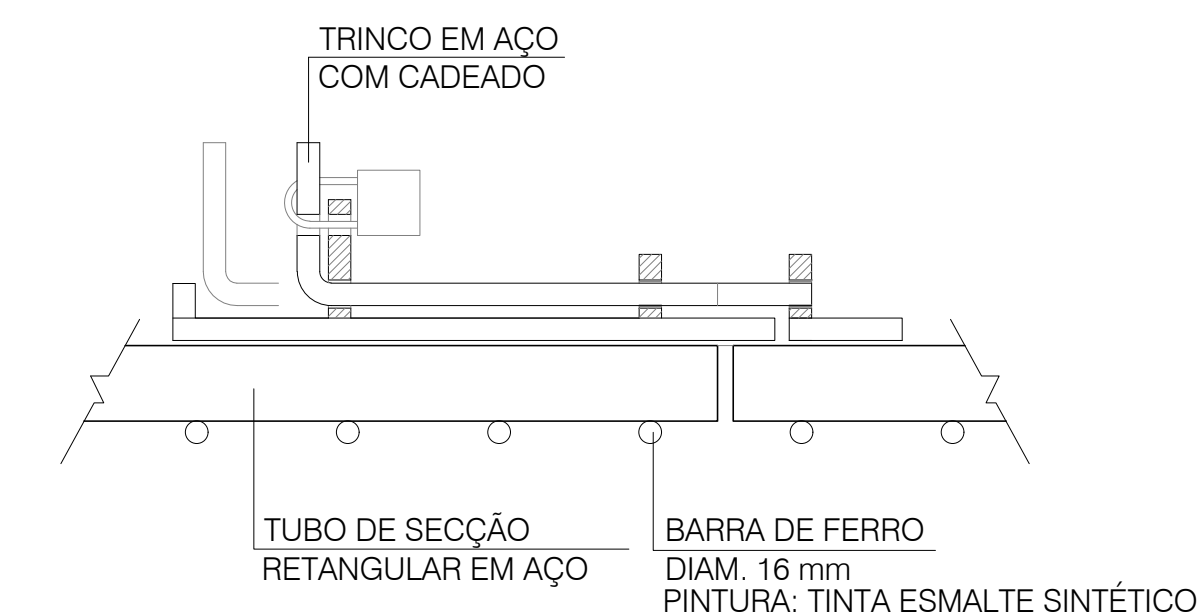 TRINCO EM AÇO
COM CADEADO
TUBO DE SECÇÃO
RETANGULAR EM AÇO
BARRA DE FERRO
DIAM. 16 mm
PINTURA: TINTA ESMALTE SINTÉTICO